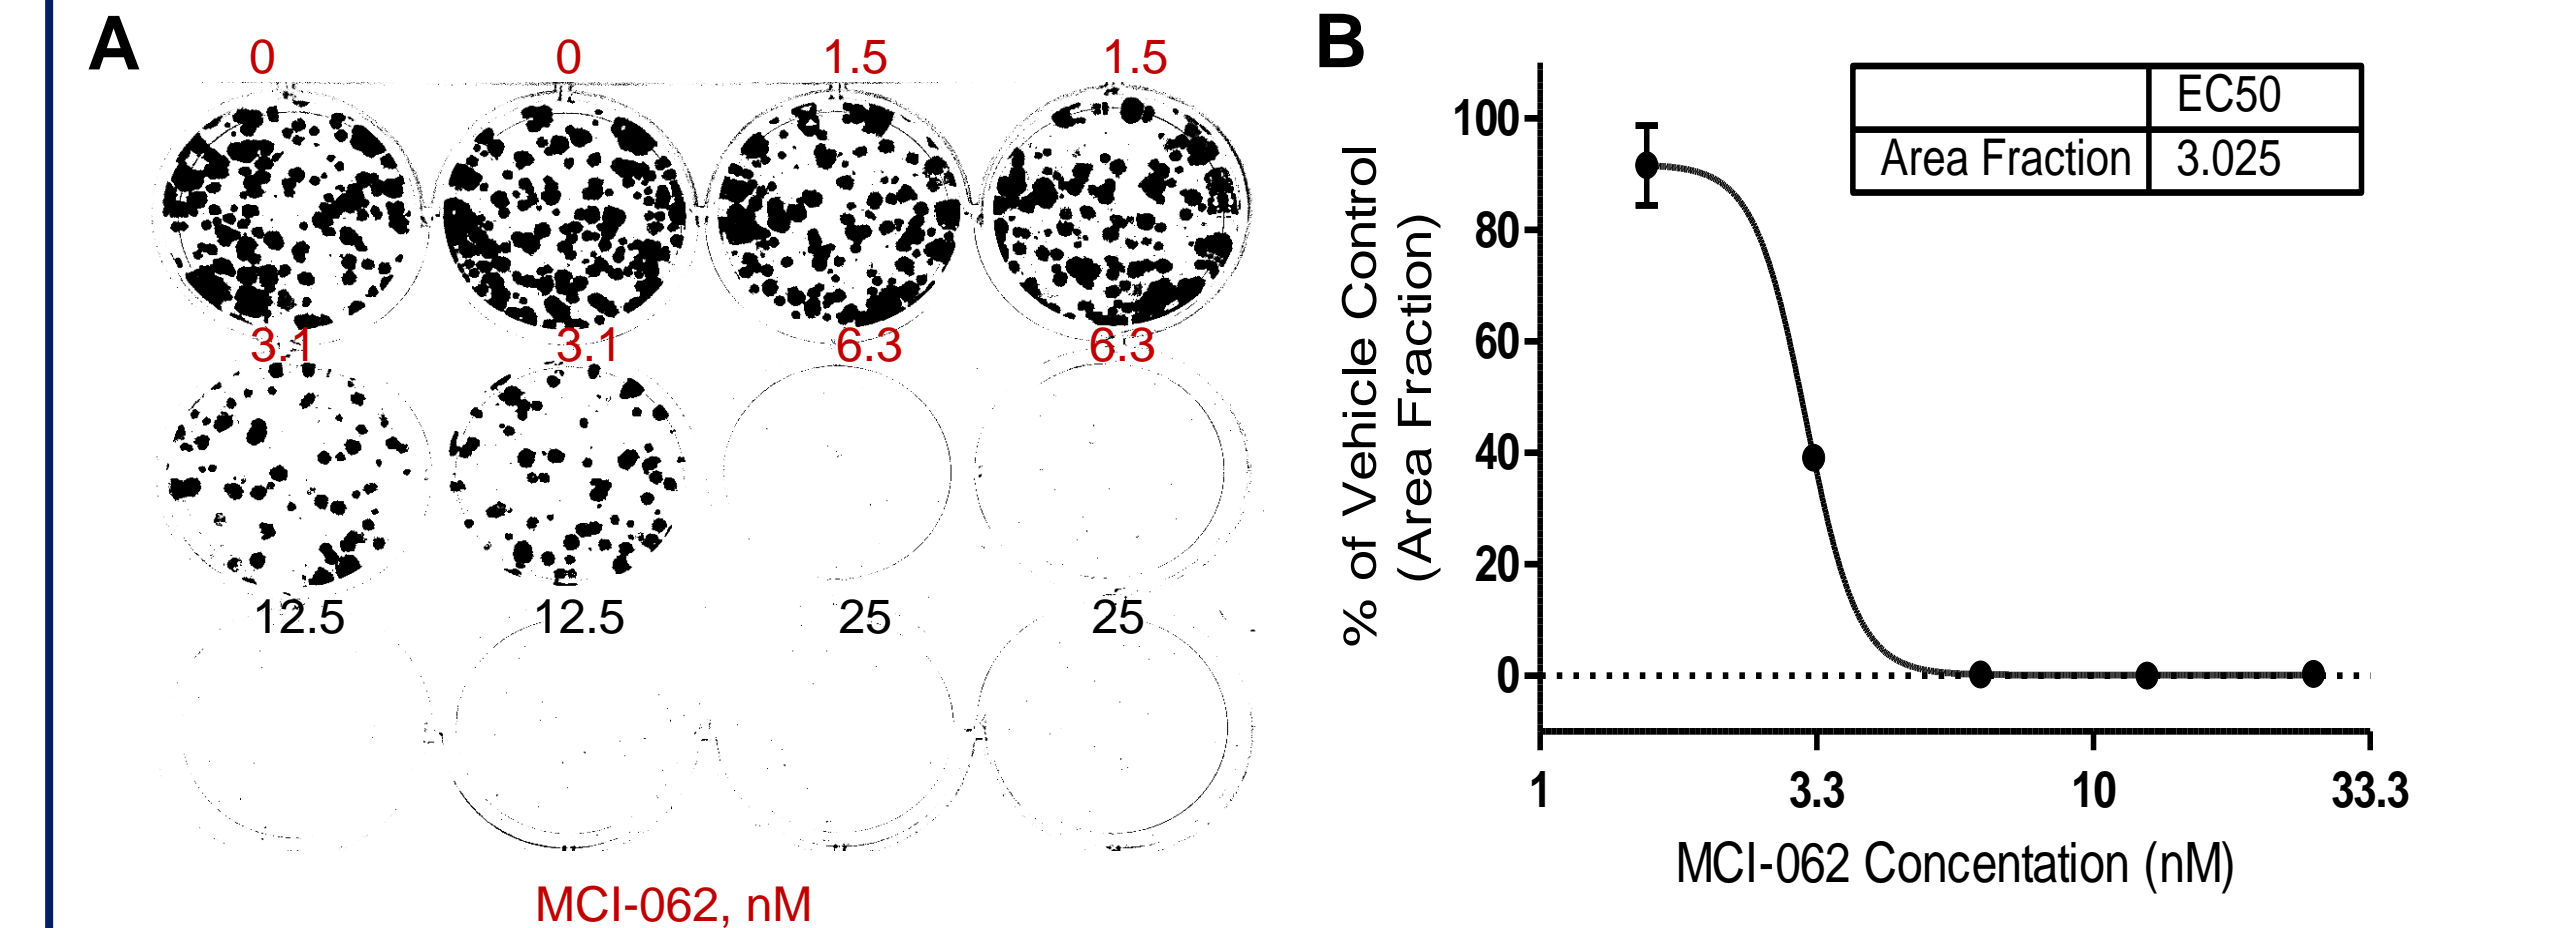 A
0 0 1.5 1.5
3.1 3.1 6.3 6.3
12.5 12.5 25 25
MCI-062, nM
B
% of Vehicle Control
(Area Fraction)
100
80
60
40
20
0
EC50
Area Fraction 3.025
1 3.3 10 33.3
MCI-062 Concentation (nM)